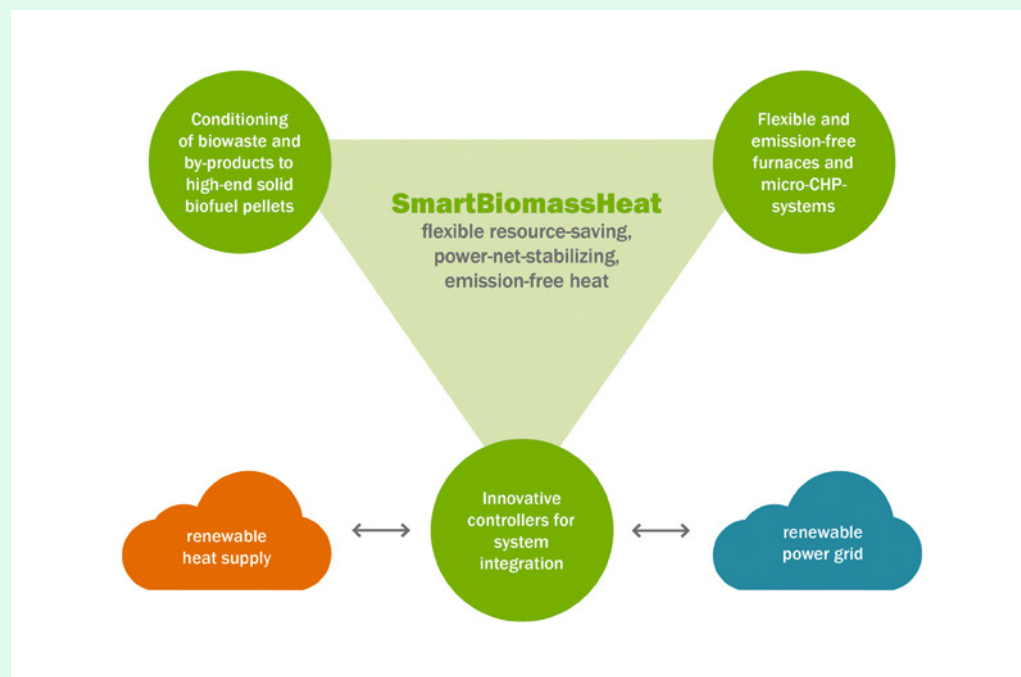 Conditioning
of biowaste and
by-products to
high-end solid
biofuel pellets
Flexible and
emission-free
furnaces and
micro-CHP-
systems
SmartBiomassHeat
flexible resource-saving,
power-net-stabilizing,
emission-free heat
renewable
heat supply
Innovative
controllers for
system
integration
renewable
power grid